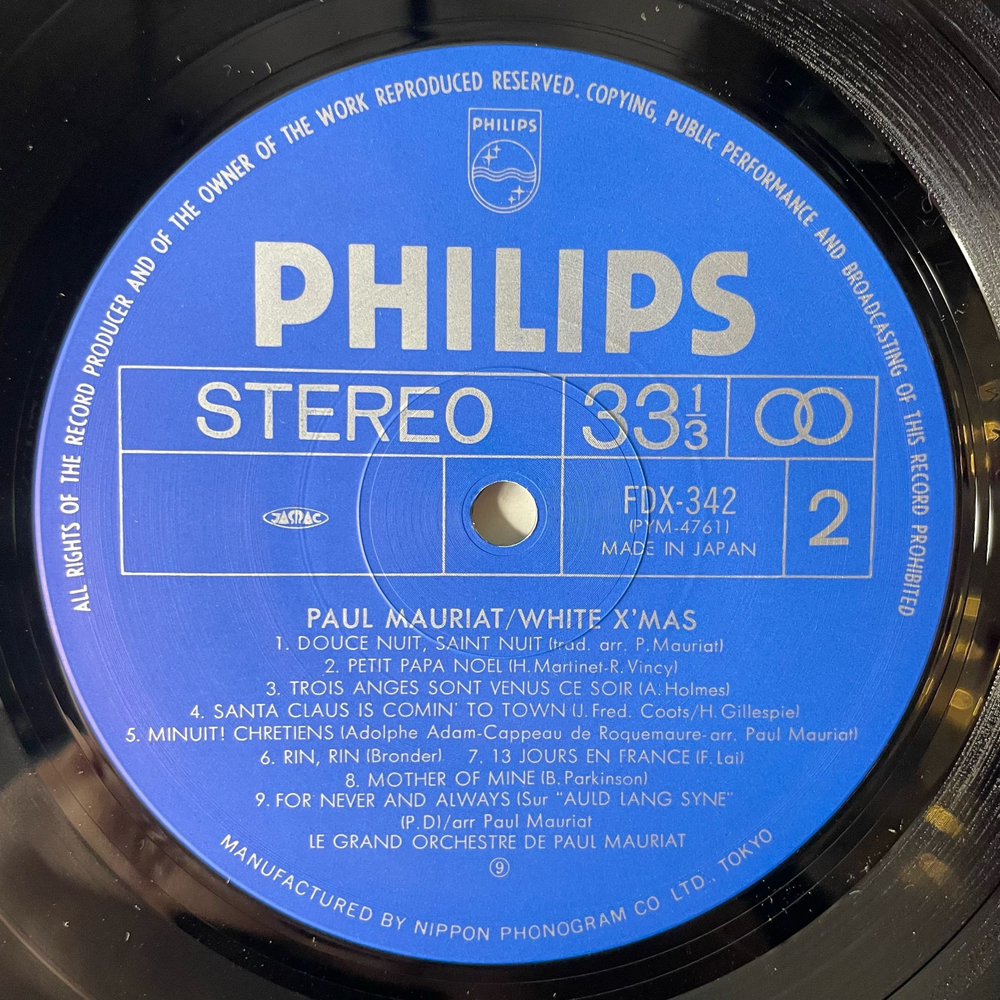 ALL RIGHTS OF THE RECORD PRODUCER AND OF THE OWNER OF THE WORK REPRODUCED RESERVED. COPYING, PUBLIC PERFORMANCE AND BROADCASTING OF THIS RECORD PROHIBITED
PHILIPS
PHILIPS
STEREO 33 1/3
JASRAC
FDX-342
(PYM-4761)
MADE IN JAPAN
2
PAUL MAURIAT/WHITE X'MAS
1. DOUCE NUIT, SAINT NUIT (trad. arr. P. Mauriat)
2. PETIT PAPA NOEL (H. Martinet-R. Vincy)
3. TROIS ANGES SONT VENUS CE SOIR (A. Holmes)
4. SANTA CLAUS IS COMIN' TO TOWN (J. Fred. Coots/H. Gillespie)
5. MINUIT! CHRETIENS (Adolphe Adam-Cappeau de Roquemaure-arr. Paul Mauriat)
6. RIN, RIN (Bronder) 7. 13 JOURS EN FRANCE (F. Lai)
8. MOTHER OF MINE (B. Parkinson)
9. FOR NEVER AND ALWAYS (Sur "AULD LANG SYNE"
(P.D)/arr Paul Mauriat
LE GRAND ORCHESTRE DE PAUL MAURIAT
⑨
MANUFACTURED BY NIPPON PHONOGRAM CO LTD., TOKYO